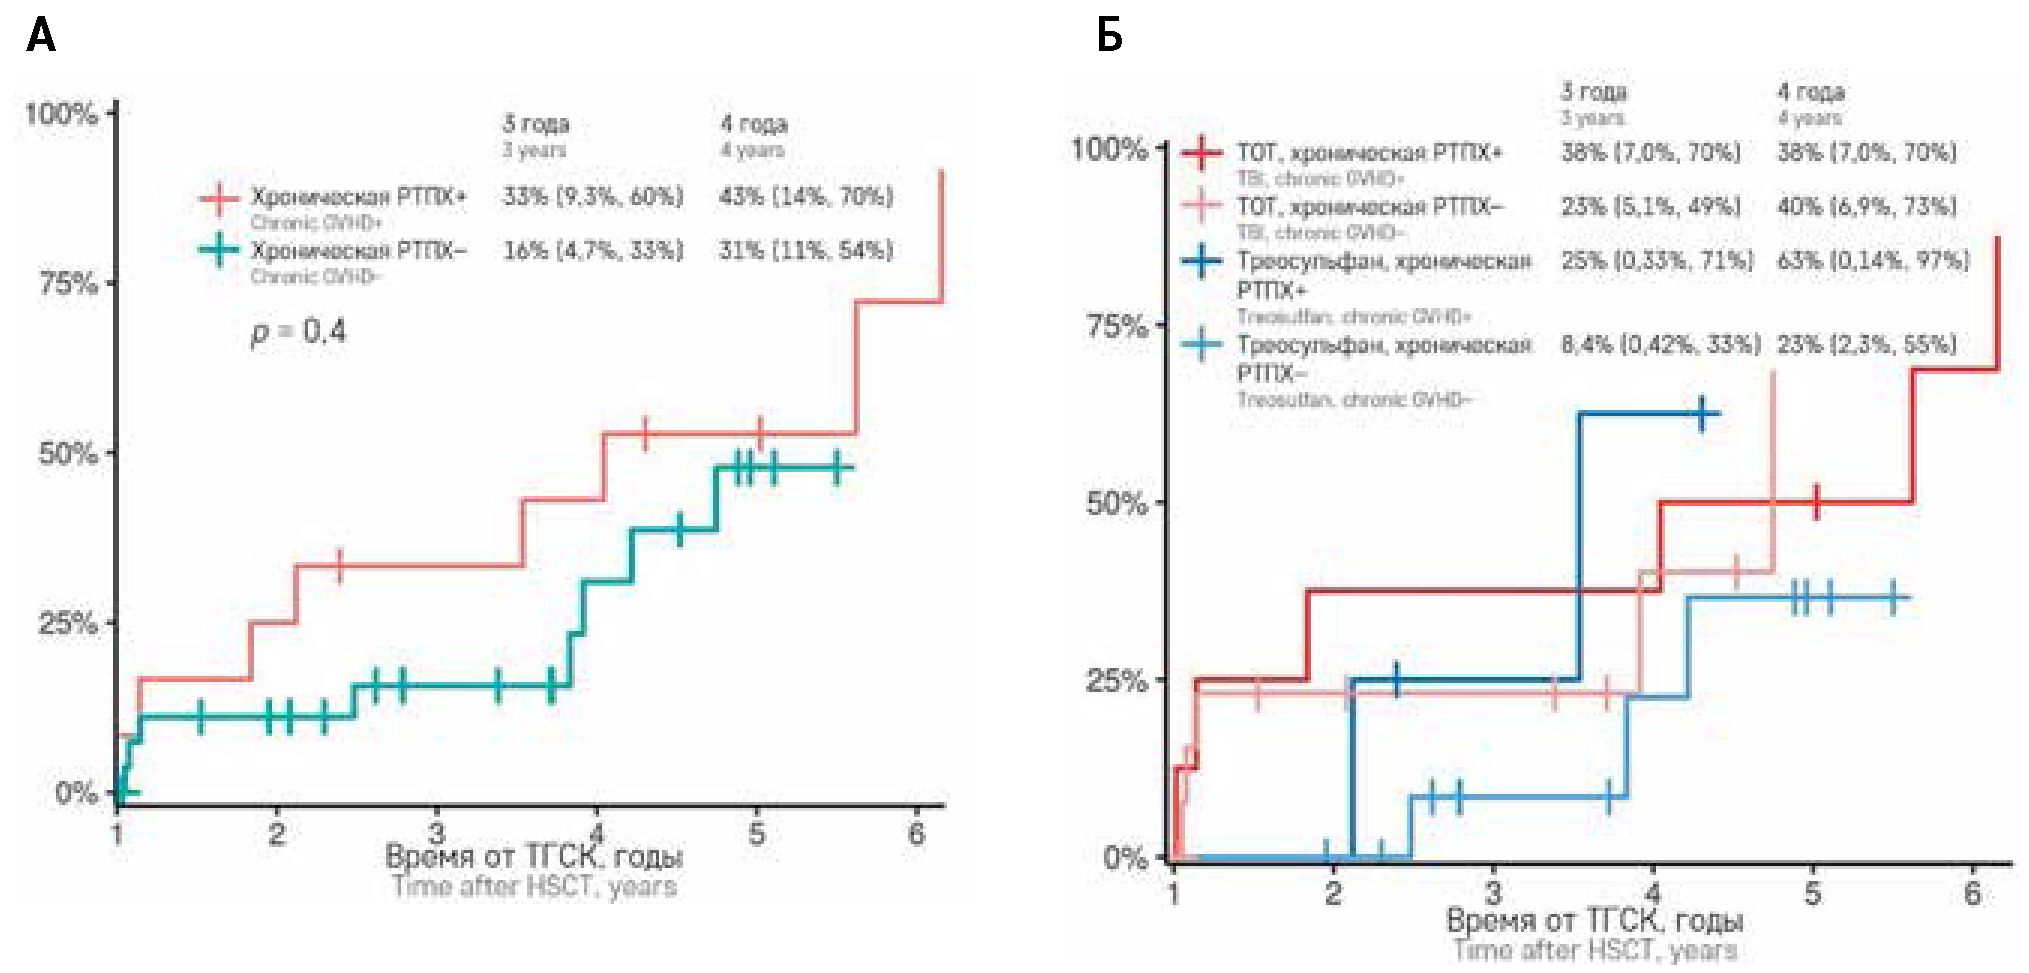 А
3 года 4 года
3 years 4 years
100%
Хроническая РТПХ+ 33% (9,3%, 60%) 43% (14%, 70%)
Chronic GVHD+
Хроническая РТПХ– 16% (4,7%, 33%) 31% (11%, 54%)
Chronic GVHD–
75%
p = 0,4
50%
25%
0%
1 2 3 4 5 6
Время от ТГСК, годы
Time after HSCT, years
Б
3 года 4 года
3 years 4 years
100%
ТОТ, хроническая РТПХ+ 38% (7,0%, 70%) 38% (7,0%, 70%)
TBI, chronic GVHD+
ТОТ, хроническая РТПХ– 23% (5,1%, 49%) 40% (6,9%, 73%)
TBI, chronic GVHD–
Треосульфан, хроническая 25% (0,33%, 71%) 63% (0,14%, 97%)
РТПХ+
Treosulfan, chronic GVHD+
75%
Треосульфан, хроническая 8,4% (0,42%, 33%) 23% (2,3%, 55%)
РТПХ–
Treosulfan, chronic GVHD–
50%
25%
0%
1 2 3 4 5 6
Время от ТГСК, годы
Time after HSCT, years